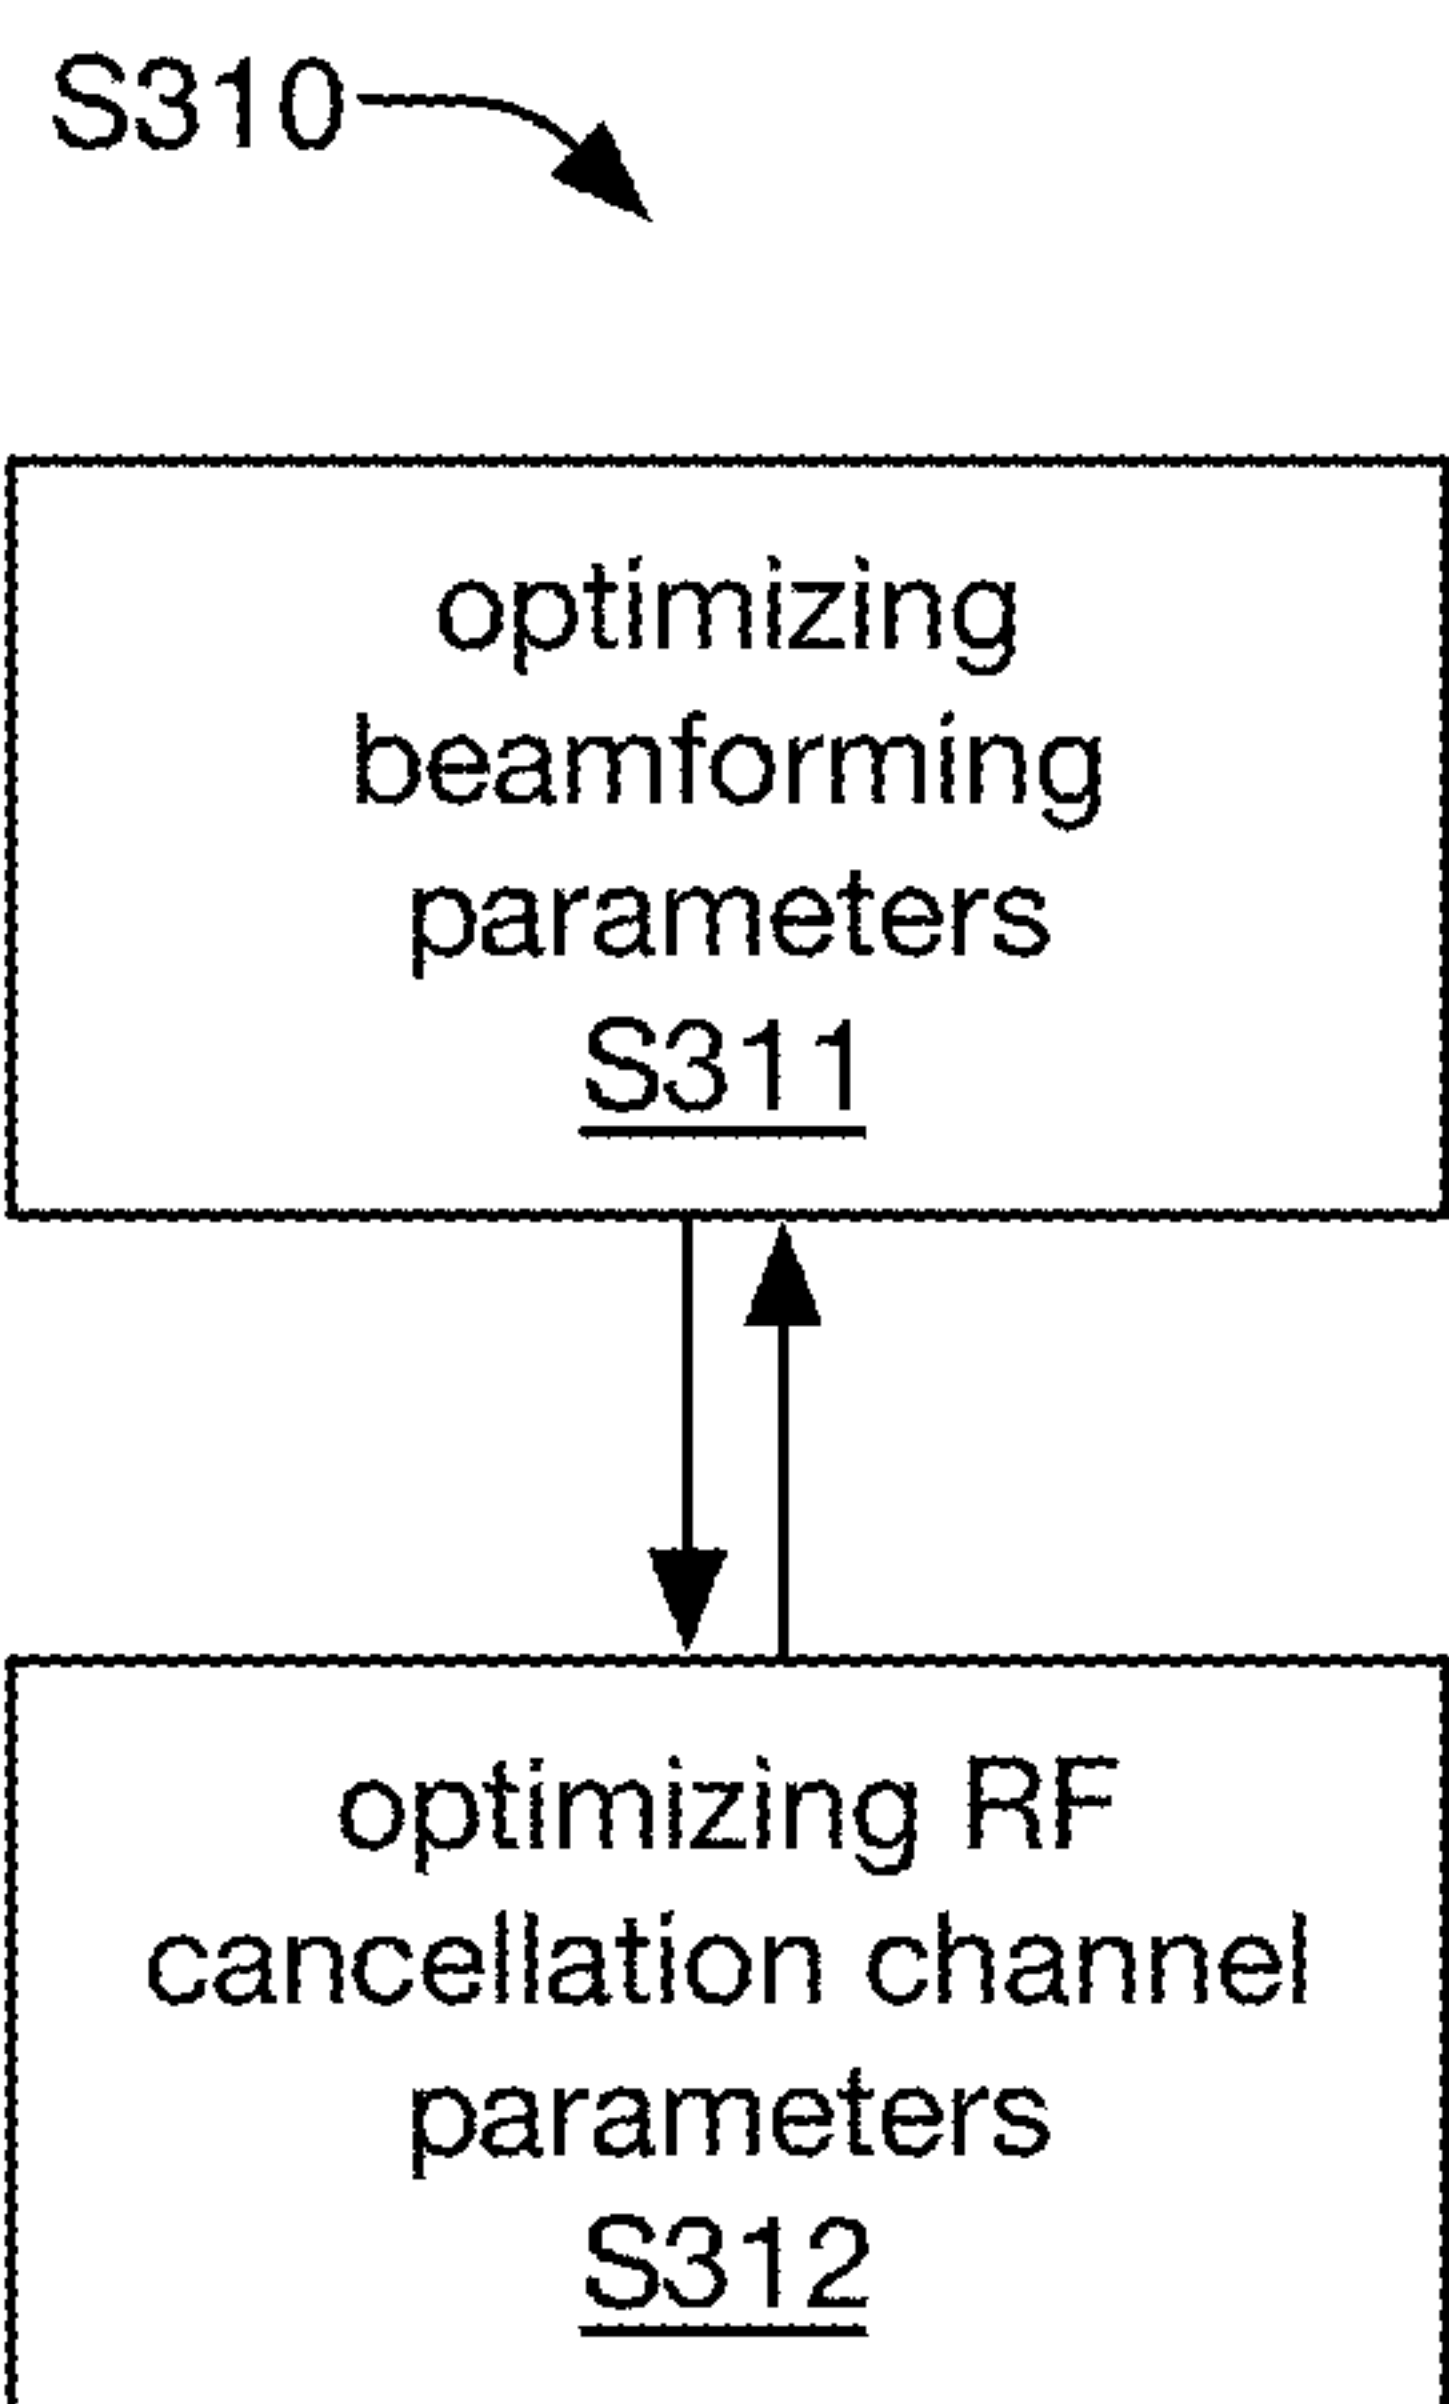 S310
optimizing
beamforming
parameters
S311
optimizing RF
cancellation channel
parameters
S312